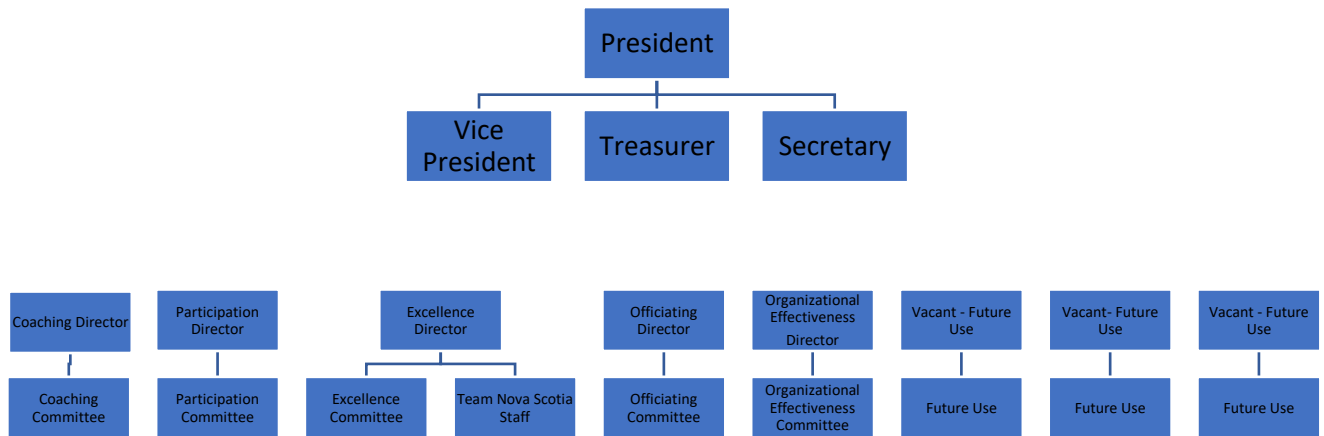 President
Vice
President
Treasurer
Secretary
Coaching Director
Participation
Director
Excellence
Director
Officiating
Director
Organizational
Effectiveness
Director
Vacant - Future
Use
Vacant- Future
Use
Vacant - Future
Use
Coaching
Committee
Participation
Committee
Excellence
Committee
Team Nova Scotia
Staff
Officiating
Committee
Organizational
Effectiveness
Committee
Future Use
Future Use
Future Use